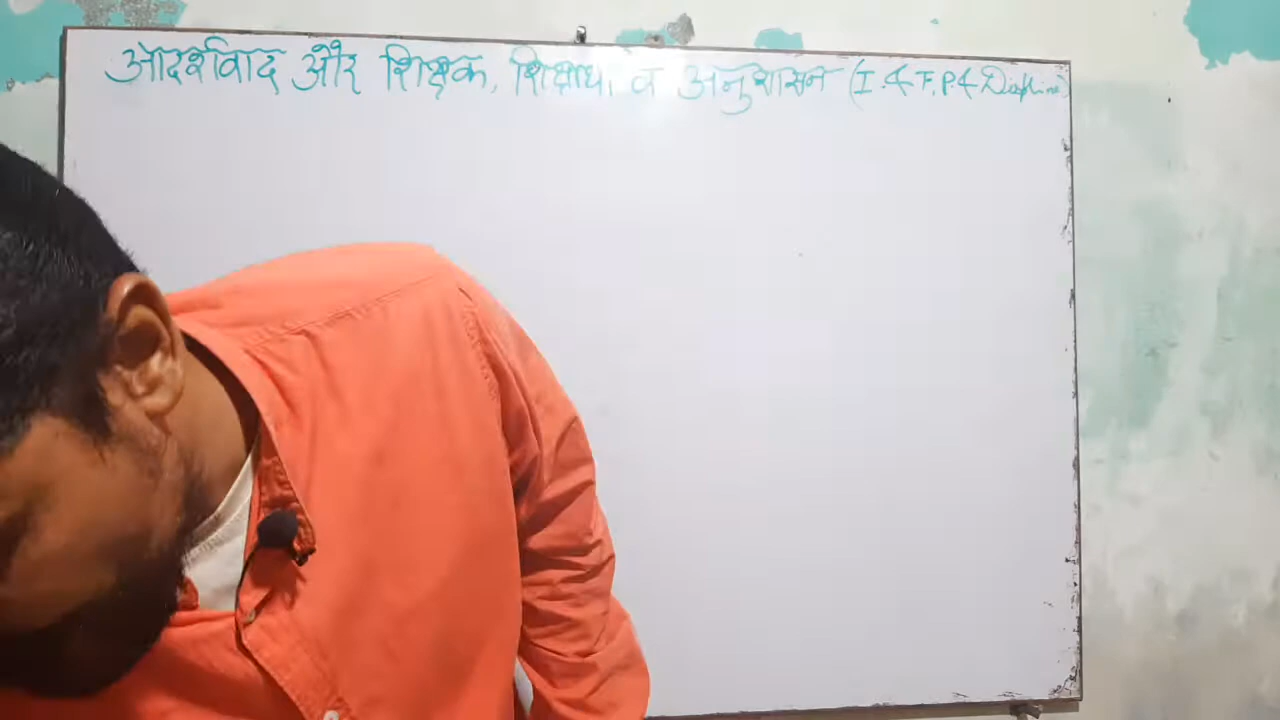 आदर्शवाद और शिक्षक, शिक्षार्थी व अनुशासन (I. & T. P. & Discipline)